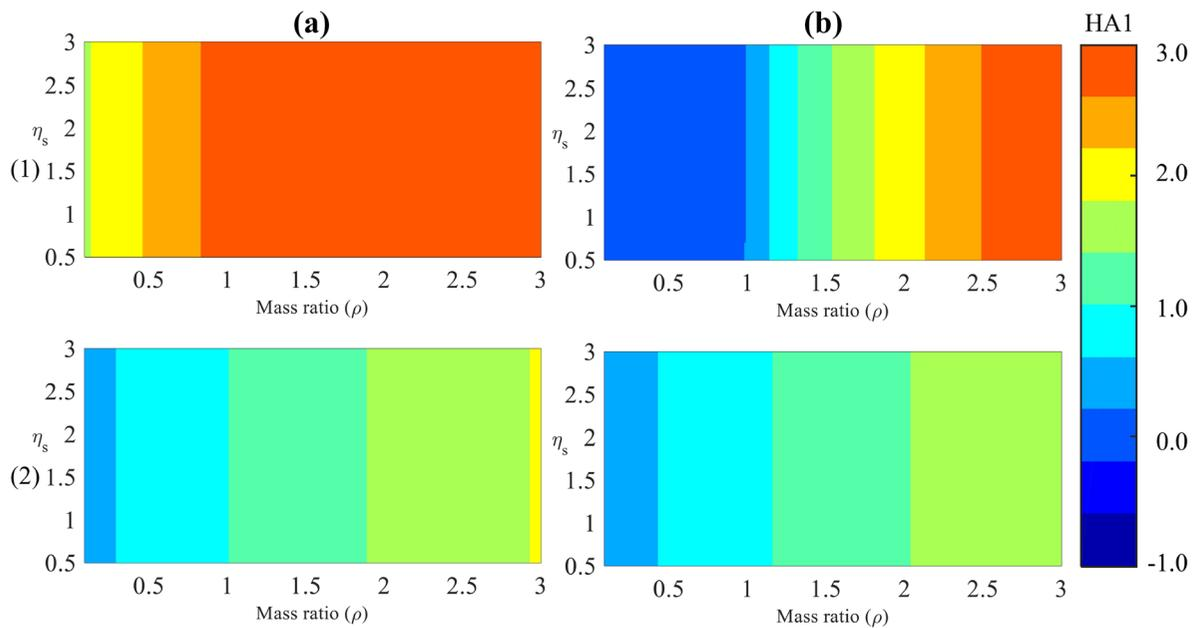 (a) (b) HA1
3 3 3.0
2.5 2.5
2 2 2.0
ηs ηs
(1) 1.5 1.5
1 1
0.5 0.5
0.5 1 1.5 2 2.5 3 0.5 1 1.5 2 2.5 3
Mass ratio (ρ) Mass ratio (ρ)
1.0
3 3
2.5 2.5
2 2 0.0
ηs ηs
(2) 1.5 1.5
1 1
0.5 0.5 -1.0
0.5 1 1.5 2 2.5 3 0.5 1 1.5 2 2.5 3
Mass ratio (ρ) Mass ratio (ρ)